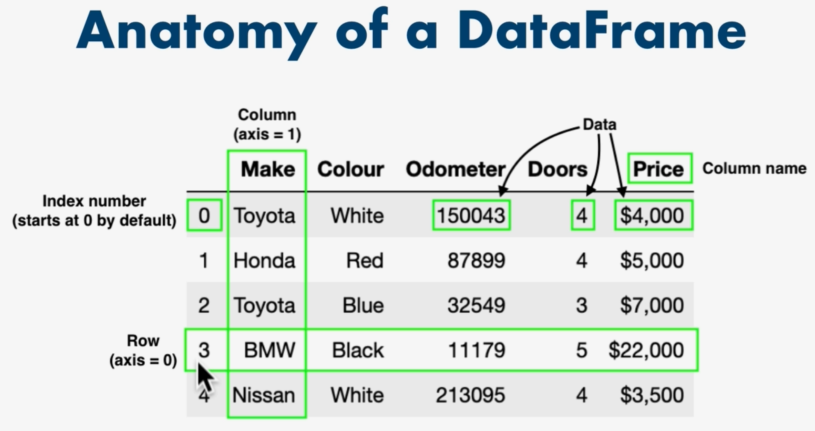 Anatomy of a DataFrame
Column
(axis = 1)
Data
Make Colour Odometer Doors Price Column name
Index number
(starts at 0 by default)
0 Toyota White 150043 4 $4,000
1 Honda Red 87899 4 $5,000
2 Toyota Blue 32549 3 $7,000
Row
(axis = 0)
3 BMW Black 11179 5 $22,000
4 Nissan White 213095 4 $3,500